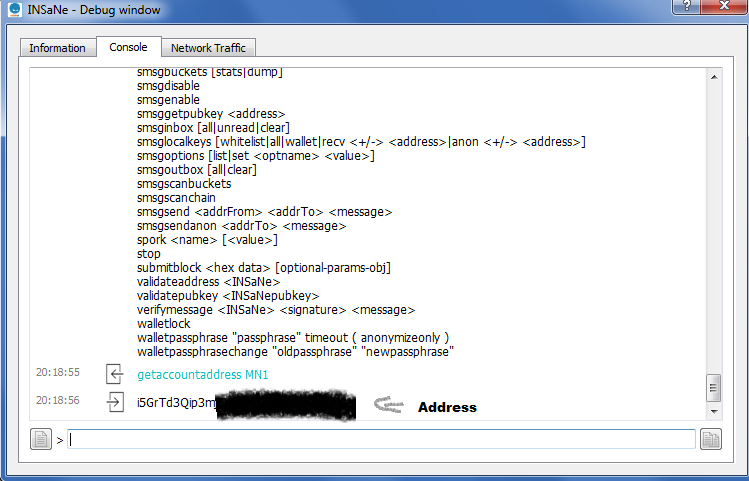 INSaNe - Debug window
?
Information
Console
Network Traffic
smsgbuckets [stats|dump]
smsgdisable
smsgenable
smsggetpubkey <address>
smsginbox [all|unread|clear]
smsglocalkeys [whitelist|all|wallet|recv <+/-> <address>|anon <+/-> <address>]
smsgoptions [list|set <optname> <value>]
smsgoutbox [all|clear]
smsgscanbuckets
smsgscanchain
smsgsend <addrFrom> <addrTo> <message>
smsgsendanon <addrTo> <message>
spork <name> [<value>]
stop
submitblock <hex data> [optional-params-obj]
validateaddress <INSaNe>
validatepubkey <INSaNepubkey>
verifymessage <INSaNe> <signature> <message>
walletlock
walletpassphrase "passphrase" timeout ( anonymizeonly )
walletpassphrasechange "oldpassphrase" "newpassphrase"
20:18:55 getaccountaddress MN1
20:18:56 i5GrTd3Qip3m Address
>